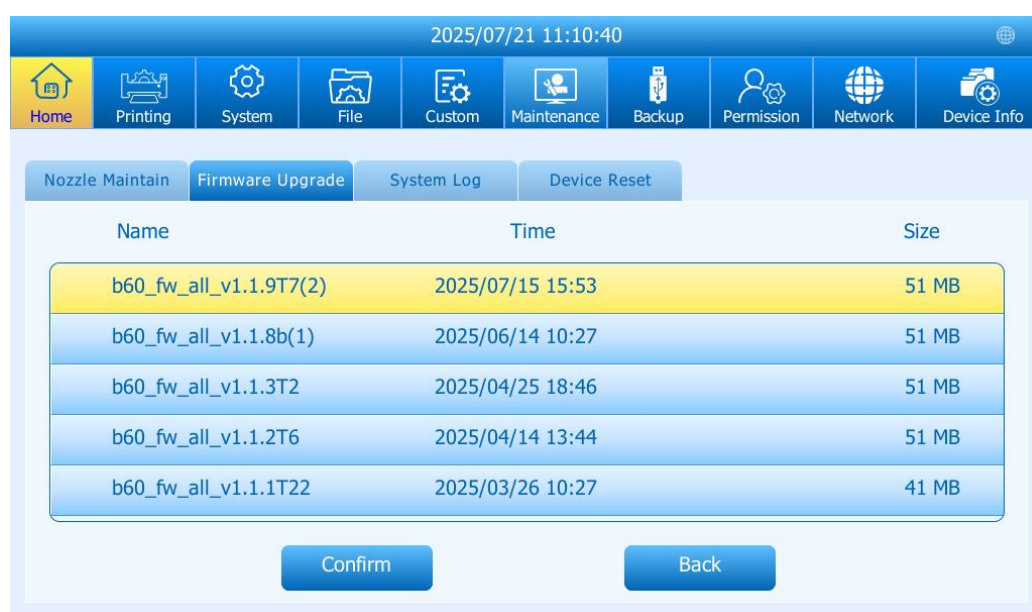 2025/07/21 11:10:40
Home Printing System File Custom Maintenance Backup Permission Network Device Info
Nozzle Maintain Firmware Upgrade System Log Device Reset
Name Time Size
b60_fw_all_v1.1.9T7(2) 2025/07/15 15:53 51 MB
b60_fw_all_v1.1.8b(1) 2025/06/14 10:27 51 MB
b60_fw_all_v1.1.3T2 2025/04/25 18:46 51 MB
b60_fw_all_v1.1.2T6 2025/04/14 13:44 51 MB
b60_fw_all_v1.1.1T22 2025/03/26 10:27 41 MB
Confirm Back